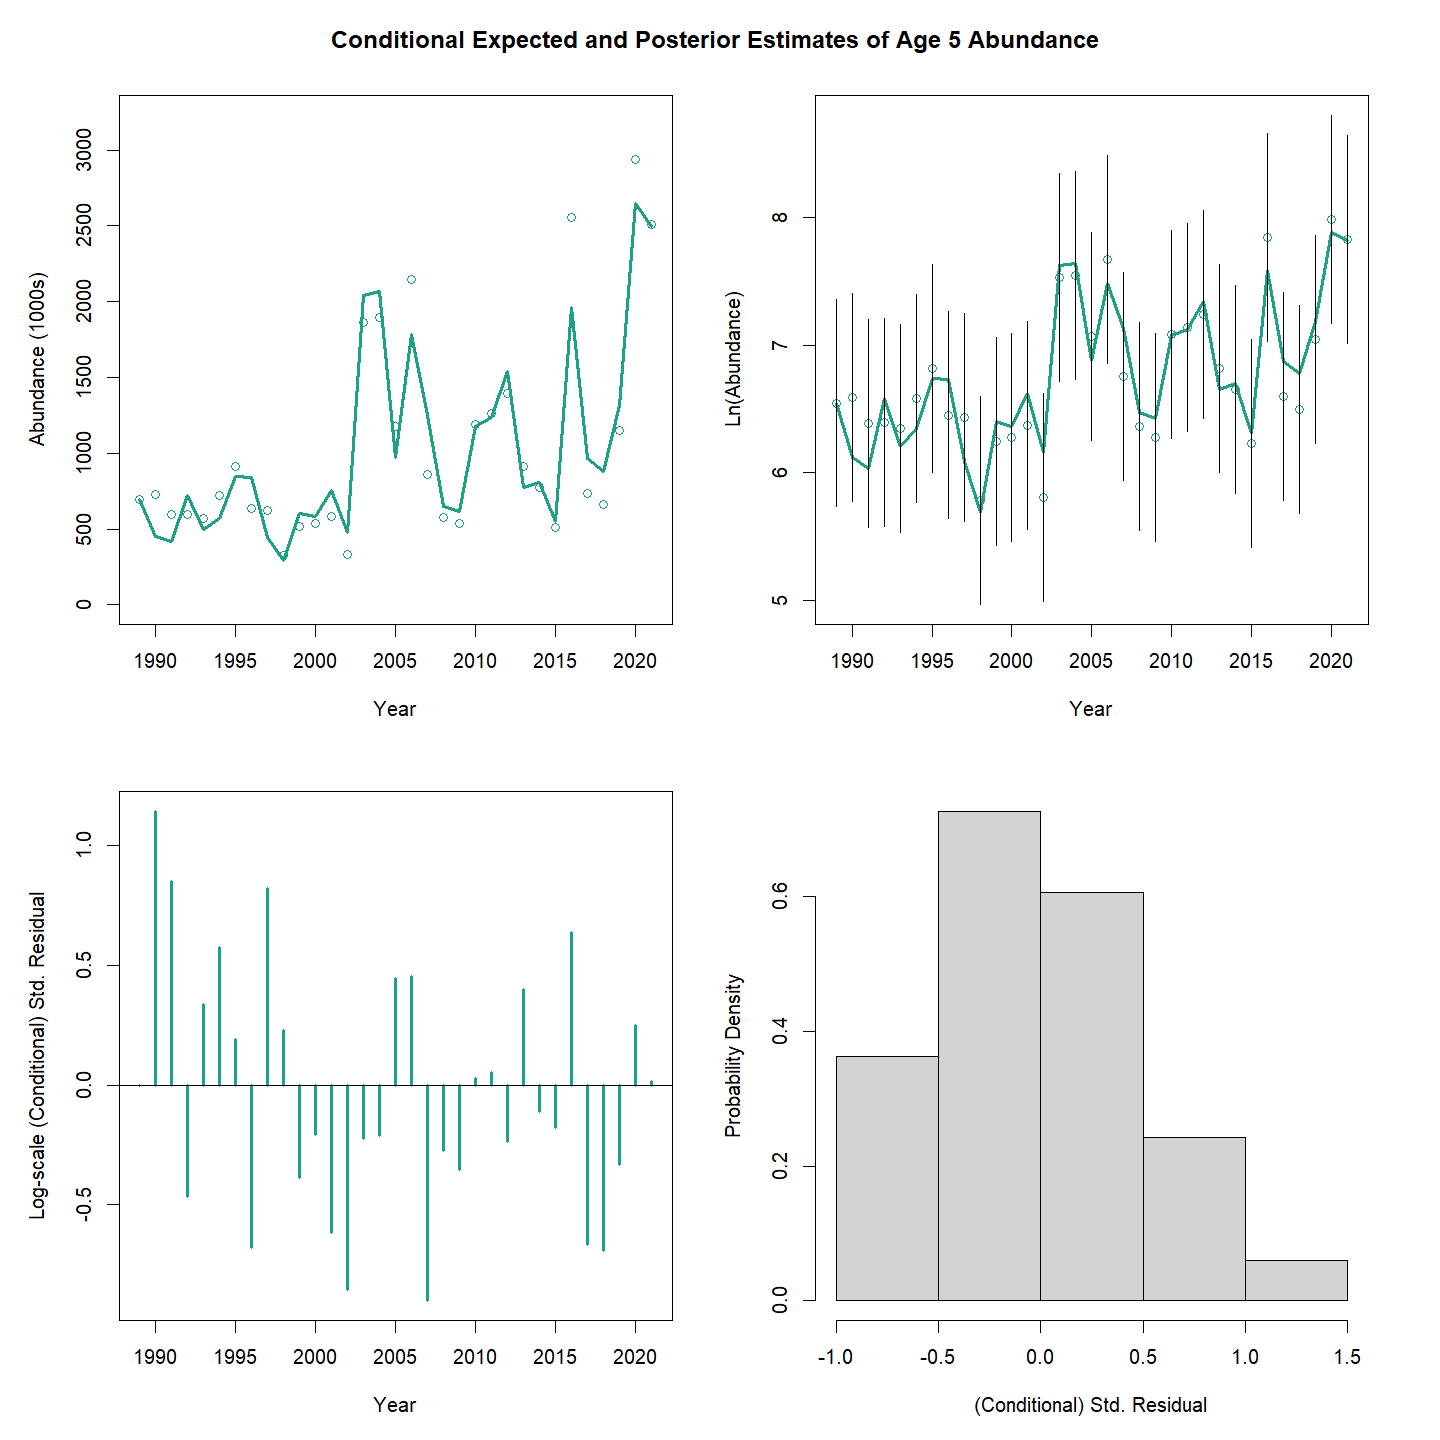 Conditional Expected and Posterior Estimates of Age 5 Abundance
Abundance (1000s)
3000
2500
2000
1500
1000
500
0
1990 1995 2000 2005 2010 2015 2020
Year
Ln(Abundance)
8
7
6
5
1990 1995 2000 2005 2010 2015 2020
Year
Log-scale (Conditional) Std. Residual
1.0
0.5
0.0
-0.5
1990 1995 2000 2005 2010 2015 2020
Year
Probability Density
0.6
0.4
0.2
0.0
-1.0 -0.5 0.0 0.5 1.0 1.5
(Conditional) Std. Residual